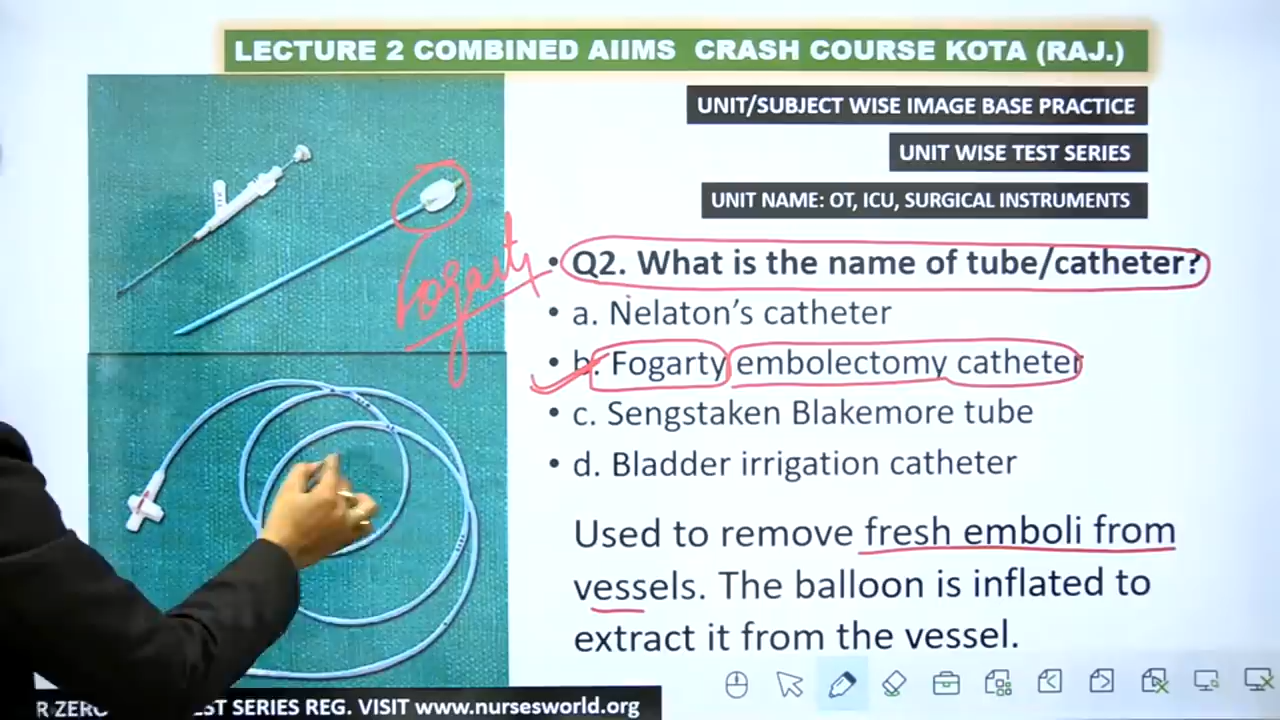 LECTURE 2 COMBINED AIIMS CRASH COURSE KOTA (RAJ.)
UNIT/SUBJECT WISE IMAGE BASE PRACTICE
UNIT WISE TEST SERIES
UNIT NAME: OT, ICU, SURGICAL INSTRUMENTS
Fogarty
• Q2. What is the name of tube/catheter?
• a. Nelaton's catheter
• b. Fogarty embolectomy catheter
• c. Sengstaken Blakemore tube
• d. Bladder irrigation catheter
Used to remove fresh emboli from
vessels. The balloon is inflated to
extract it from the vessel.
SERIES REG. VISIT www.nursesworld.org